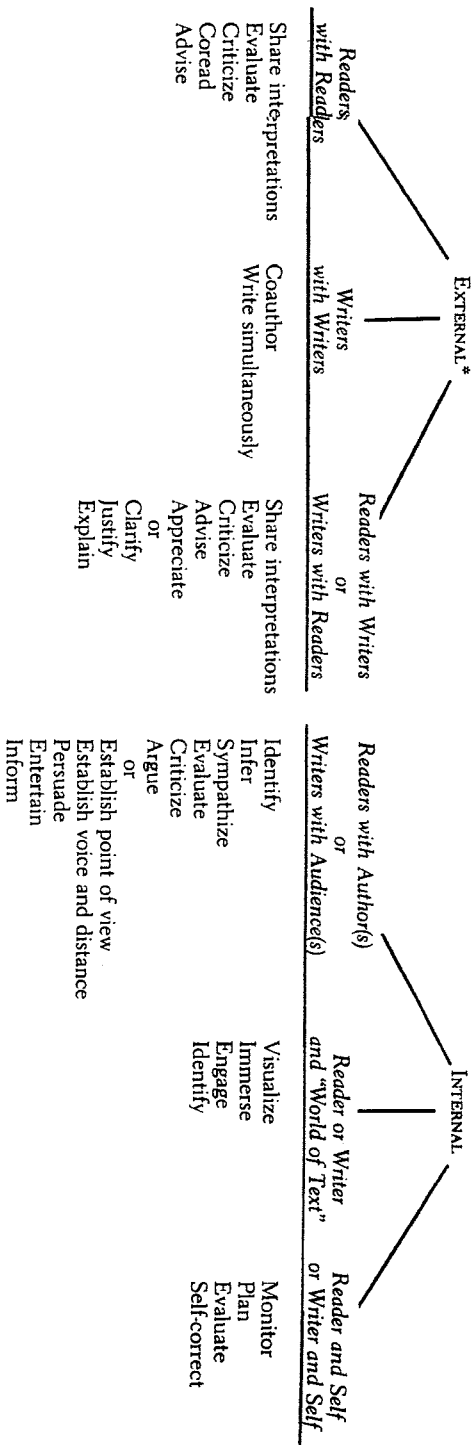 EXTERNAL*
Readers
with Readers
Share interpretations
Evaluate
Criticize
Coread
Advise
Writers
with Writers
Coauthor
Write simultaneously
Readers with Writers
or
Writers with Readers
Share interpretations
Evaluate
Criticize
Advise
Appreciate
or
Clarify
Justify
Explain
INTERNAL
Readers with Author(s)
or
Writers with Audience(s)
Identify
Infer
Sympathize
Evaluate
Criticize
Argue
or
Establish point of view
Establish voice and distance
Persuade
Entertain
Inform
Reader or Writer
and "World of Text"
Visualize
Immerse
Engage
Identify
Reader and Self
or Writer and Self
Monitor
Plan
Evaluate
Self-correct